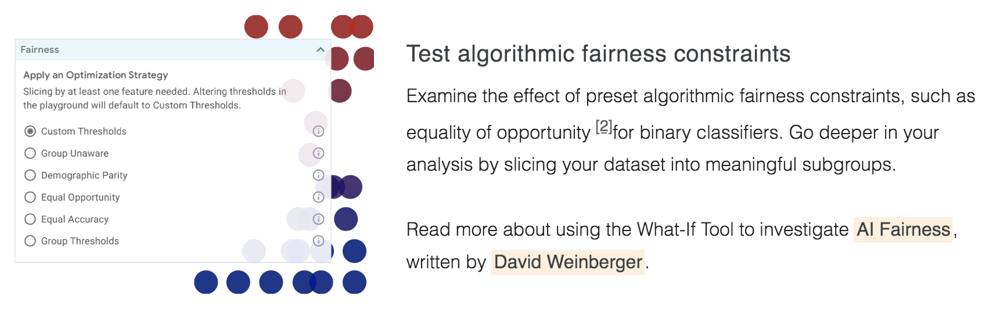 Fairness
Apply an Optimization Strategy
Slicing by at least one feature needed. Altering thresholds in
the playground will default to Custom Thresholds.
Custom Thresholds
Group Unaware
Demographic Parity
Equal Opportunity
Equal Accuracy
Group Thresholds
Test algorithmic fairness constraints
Examine the effect of preset algorithmic fairness constraints, such as
equality of opportunity [2]for binary classifiers. Go deeper in your
analysis by slicing your dataset into meaningful subgroups.
Read more about using the What-If Tool to investigate AI Fairness,
written by David Weinberger.